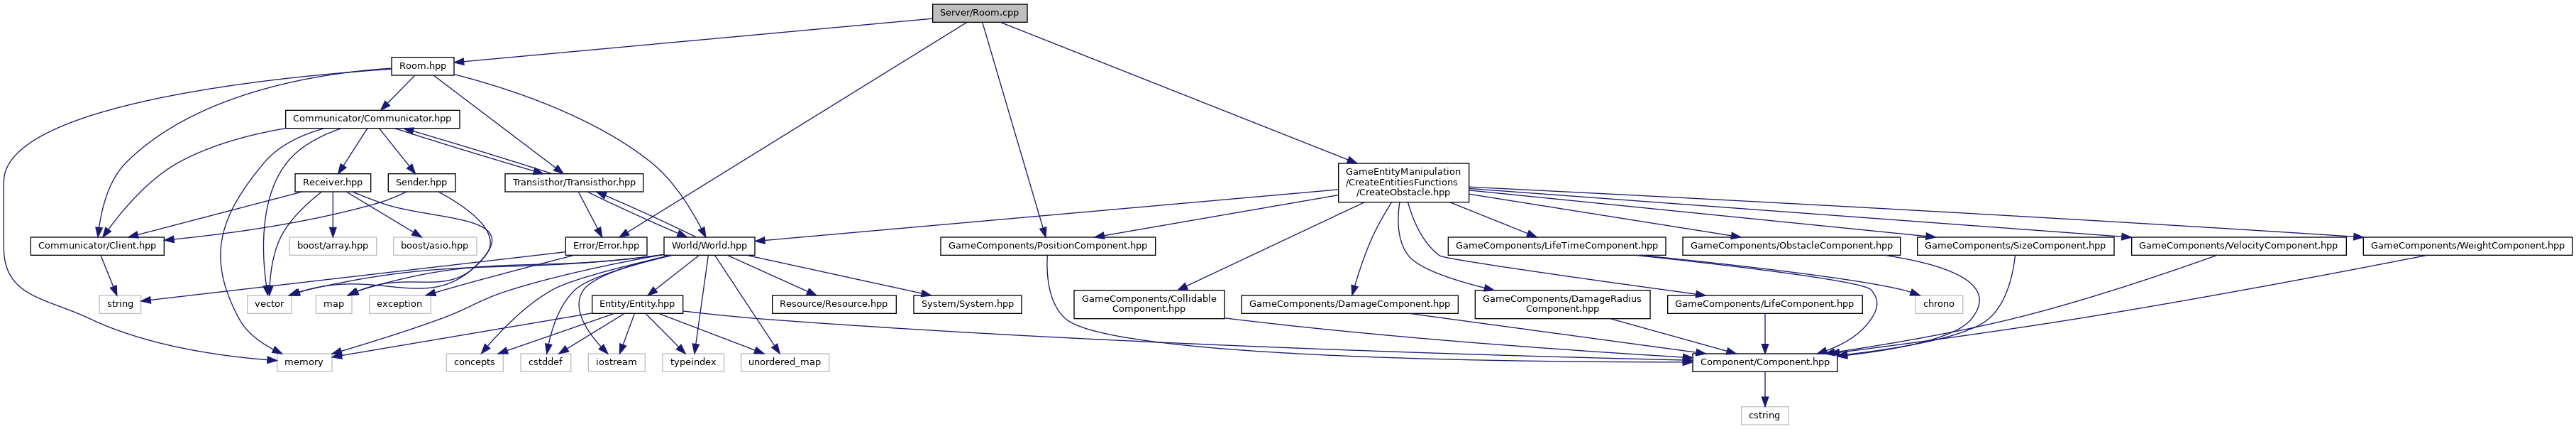 Server/Room.cpp
Room.hpp
Communicator/Communicator.hpp
GameEntityManipulation
/CreateEntitiesFunctions
/CreateObstacle.hpp
Receiver.hpp
Sender.hpp
Transisthor/Transisthor.hpp
Communicator/Client.hpp
boost/array.hpp
boost/asio.hpp
Error/Error.hpp
World/World.hpp
GameComponents/PositionComponent.hpp
GameComponents/LifeTimeComponent.hpp
GameComponents/ObstacleComponent.hpp
GameComponents/SizeComponent.hpp
GameComponents/VelocityComponent.hpp
GameComponents/WeightComponent.hpp
string
vector
map
exception
Entity/Entity.hpp
Resource/Resource.hpp
System/System.hpp
GameComponents/Collidable
Component.hpp
GameComponents/DamageComponent.hpp
GameComponents/DamageRadius
Component.hpp
GameComponents/LifeComponent.hpp
chrono
memory
concepts
cstddef
iostream
typeindex
unordered_map
Component/Component.hpp
cstring